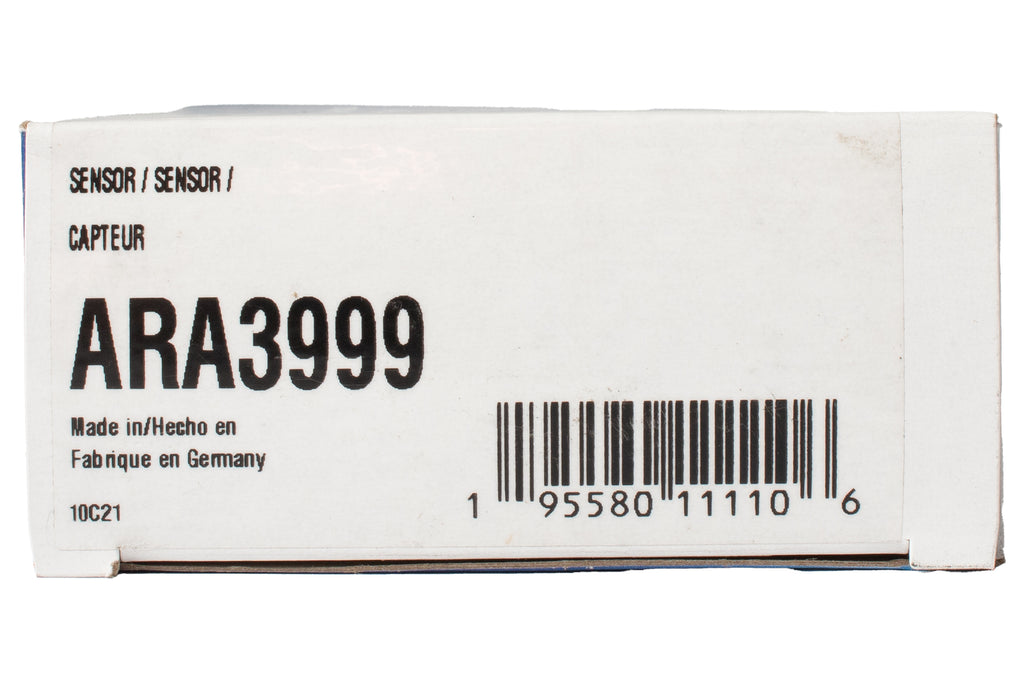 SENSOR / SENSOR /
CAPTEUR
ARA3999
Made in/Hecho en
Fabrique en Germany
10C21
1 95580 11110 6